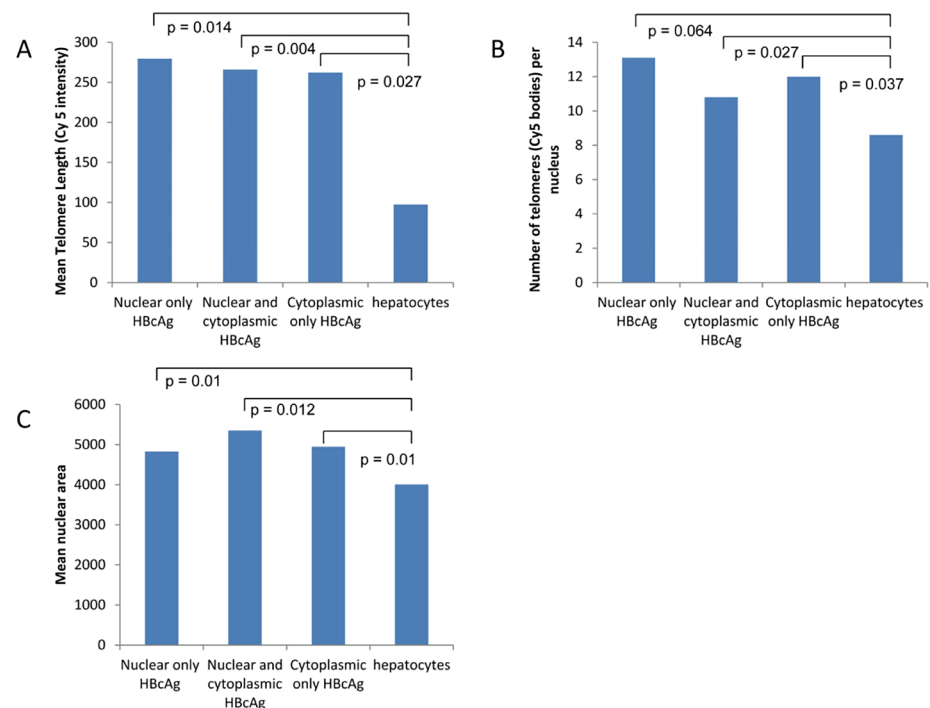 A
p = 0.014
p = 0.004
p = 0.027
Mean Telomere Length (Cy 5 intensity)
300
250
200
150
100
50
0
Nuclear only HBcAg
Nuclear and cytoplasmic HBcAg
Cytoplasmic only HBcAg
hepatocytes
B
p = 0.064
p = 0.027
p = 0.037
Number of telomeres (Cy5 bodies) per
nucleus
14
12
10
8
6
4
2
0
Nuclear only HBcAg
Nuclear and cytoplasmic HBcAg
Cytoplasmic only HBcAg
hepatocytes
C
p = 0.01
p = 0.012
p = 0.01
Mean nuclear area
6000
5000
4000
3000
2000
1000
0
Nuclear only HBcAg
Nuclear and cytoplasmic HBcAg
Cytoplasmic only HBcAg
hepatocytes